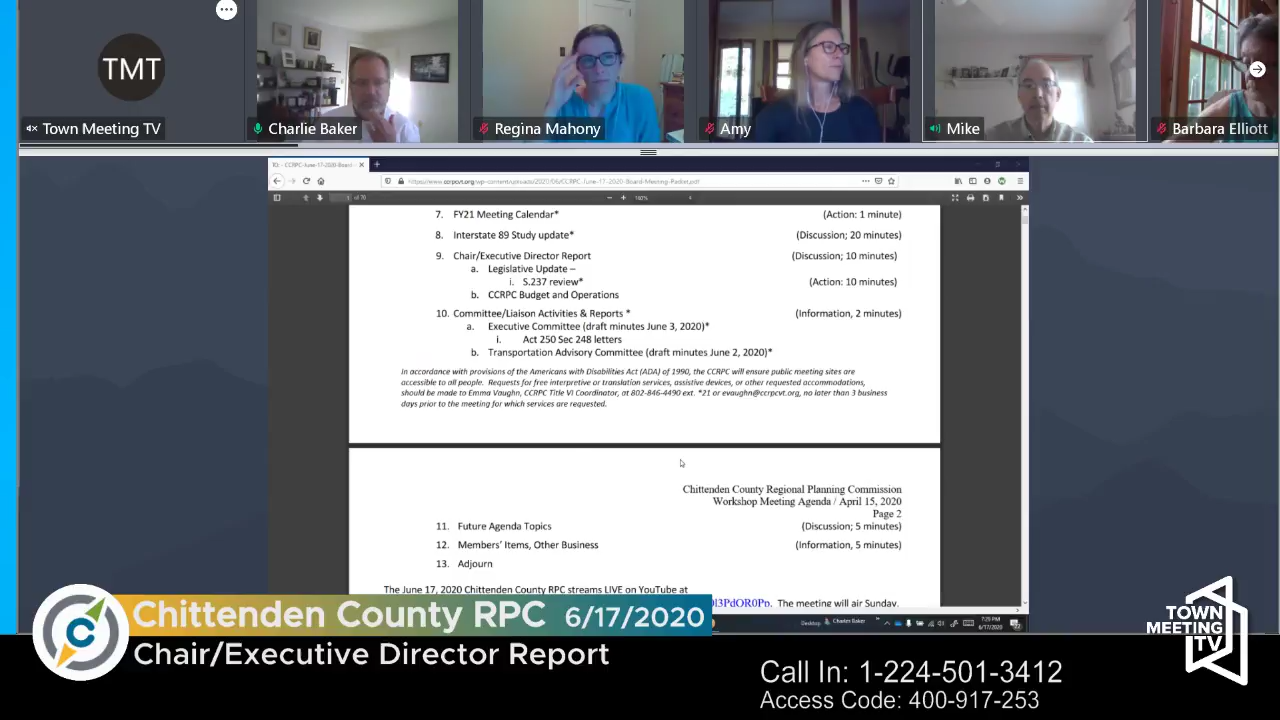 TMT
Town Meeting TV
Charlie Baker
Regina Mahony
Amy
Mike
Barbara Elliott
7. FY21 Meeting Calendar* (Action: 1 minute)
8. Interstate 89 Study update* (Discussion; 20 minutes)
9. Chair/Executive Director Report (Discussion; 10 minutes)
a. Legislative Update –
i. S.237 review* (Action: 10 minutes)
b. CCRPC Budget and Operations
10. Committee/Liaison Activities & Reports * (Information, 2 minutes)
a. Executive Committee (draft minutes June 3, 2020)*
i. Act 250 Sec 248 letters
b. Transportation Advisory Committee (draft minutes June 2, 2020)*
In accordance with provisions of the Americans with Disabilities Act (ADA) of 1990, the CCRPC will ensure public meeting sites are
accessible to all people. Requests for free interpretive or translation services, assistive devices, or other requested accommodations,
should be made to Emma Vaughn, CCRPC Title VI Coordinator, at 802-846-4490 ext. *21 or evaughn@ccrpcvt.org, no later than 3 business
days prior to the meeting for which services are requested.
Chittenden County Regional Planning Commission
Workshop Meeting Agenda / April 15, 2020
Page 2
11. Future Agenda Topics (Discussion; 5 minutes)
12. Members' Items, Other Business (Information, 5 minutes)
13. Adjourn
The June 17, 2020 Chittenden County RPC streams LIVE on YouTube at
The meeting will air Sunday,
Desktop Charles Baker 7:25 PM
6/17/2020
C
Chittenden County RPC 6/17/2020
Chair/Executive Director Report
Call In: 1-224-501-3412
Access Code: 400-917-253
TOWN
MEETING
TV